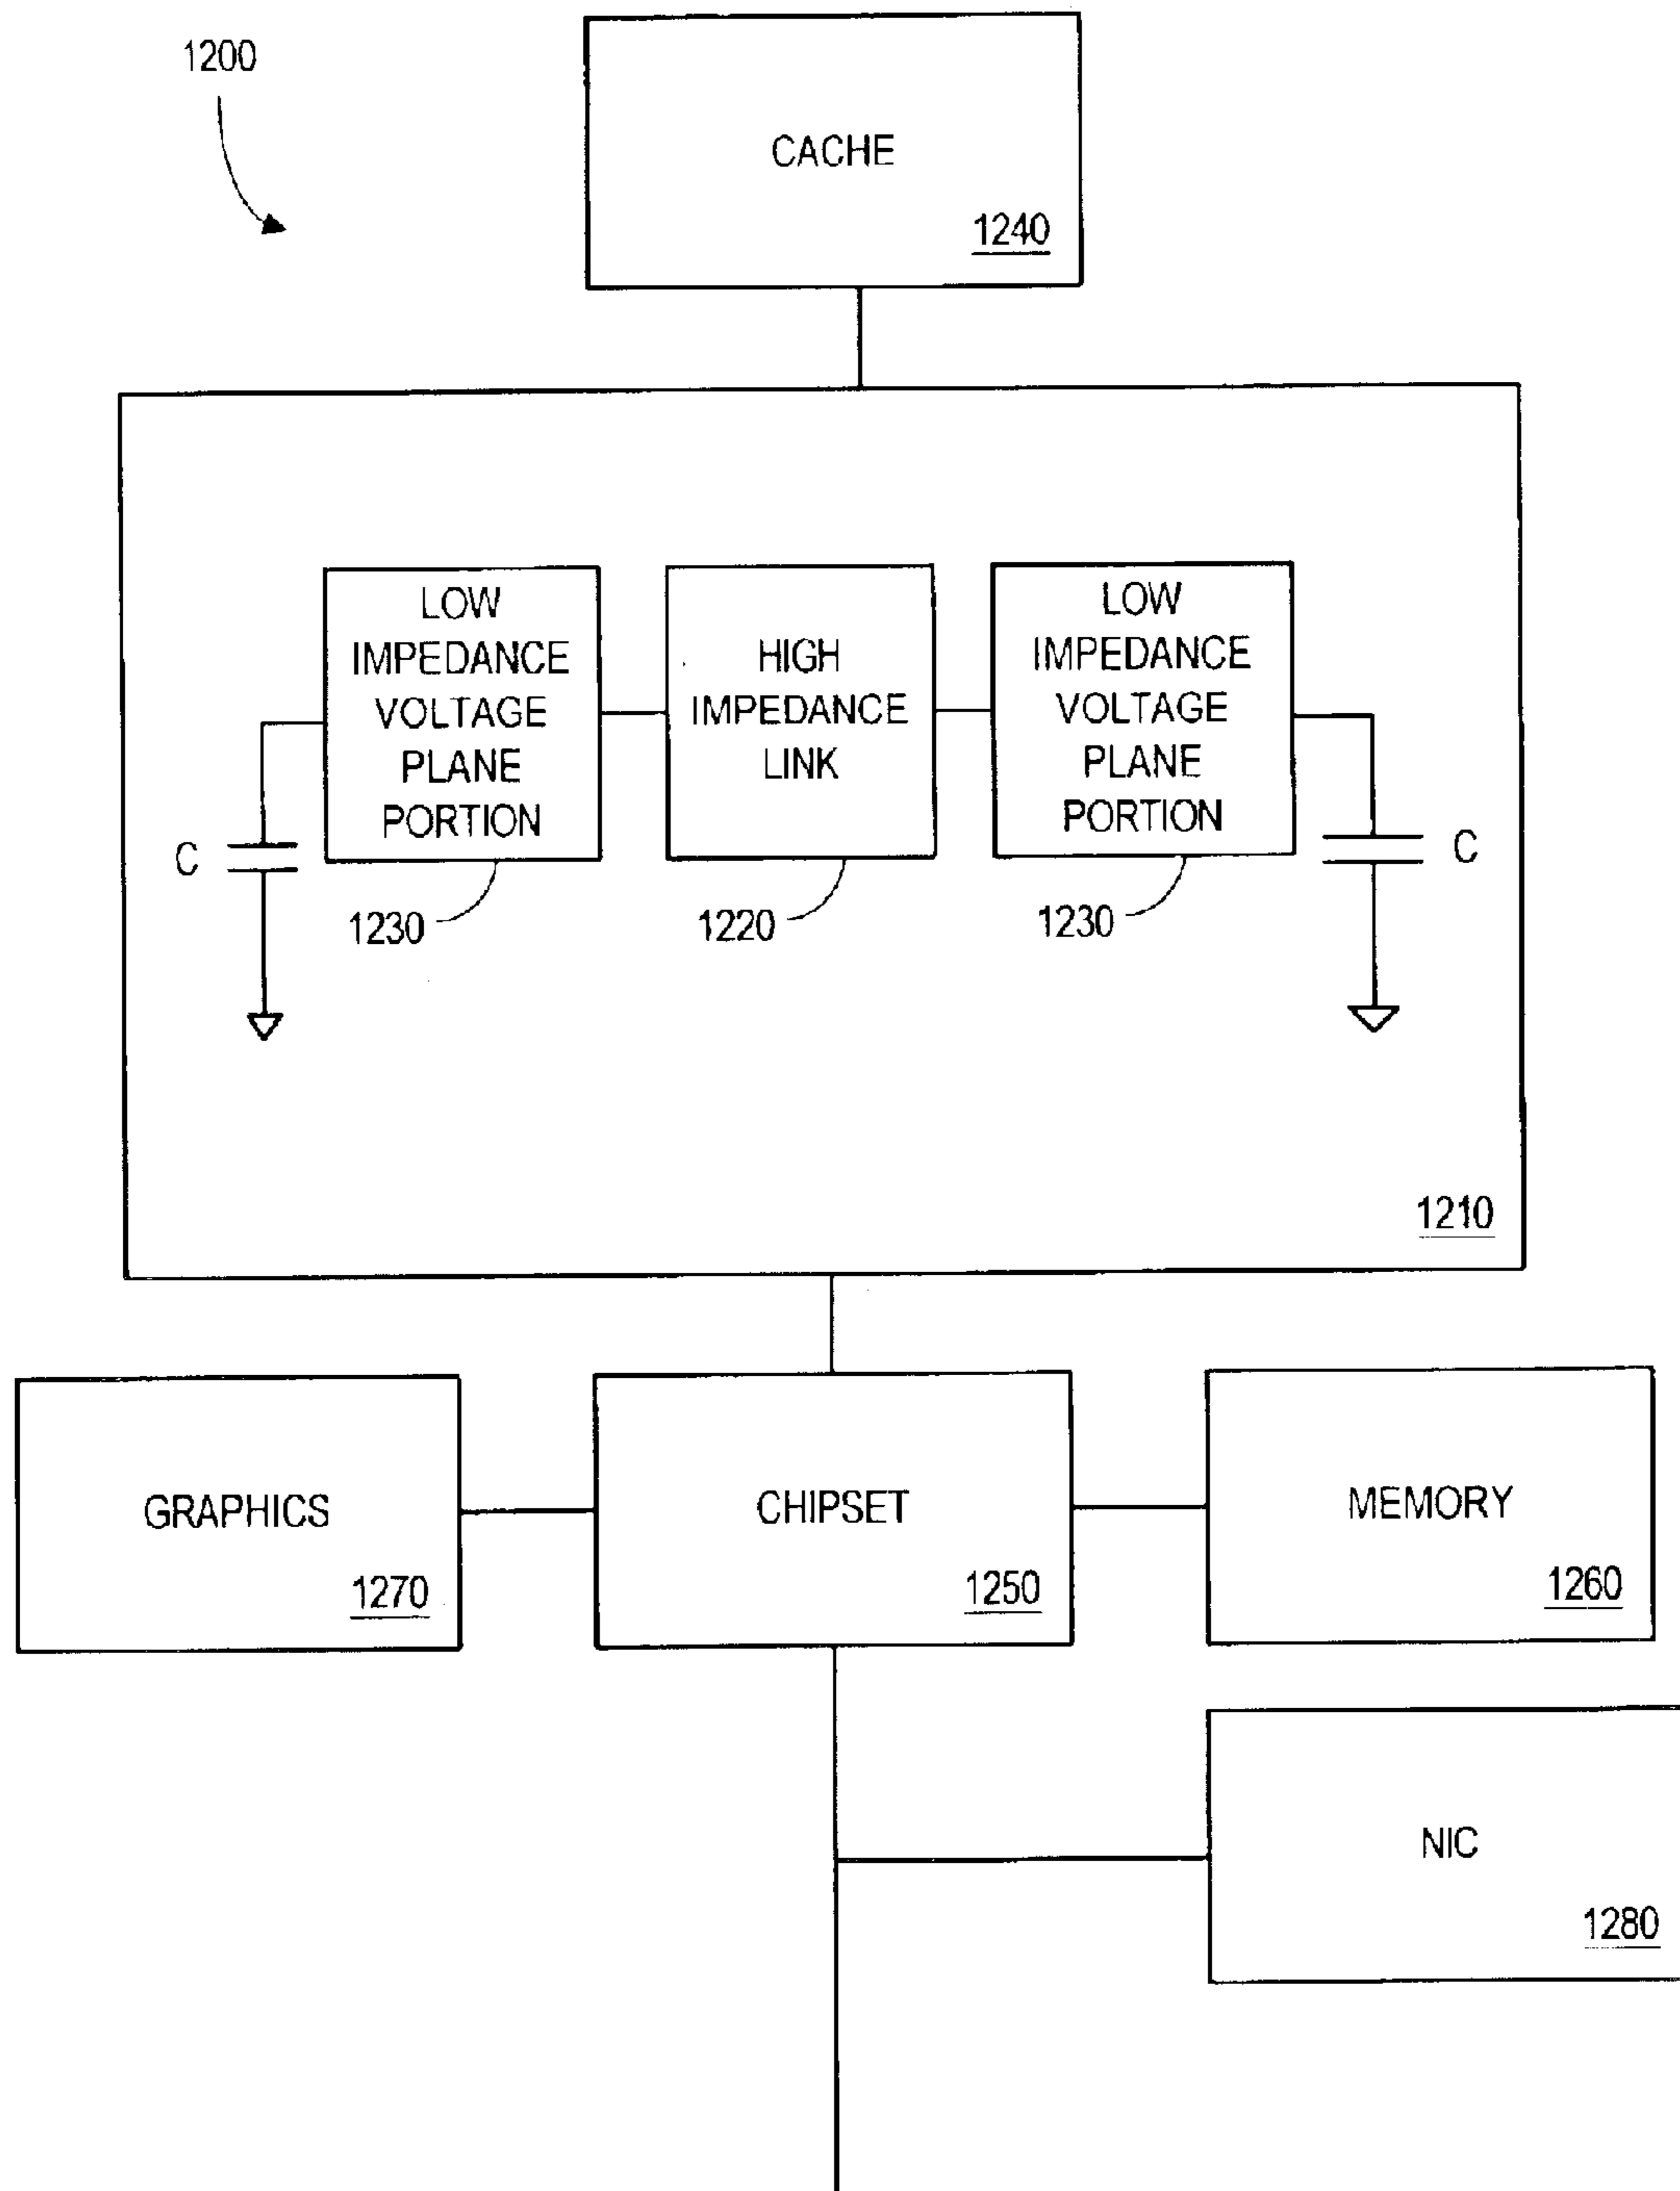 1200
CACHE
1240
LOW
IMPEDANCE
VOLTAGE
PLANE
PORTION
HIGH
IMPEDANCE
LINK
LOW
IMPEDANCE
VOLTAGE
PLANE
PORTION
C
C
1230
1220
1230
1210
GRAPHICS
1270
CHIPSET
1250
MEMORY
1260
NIC
1280